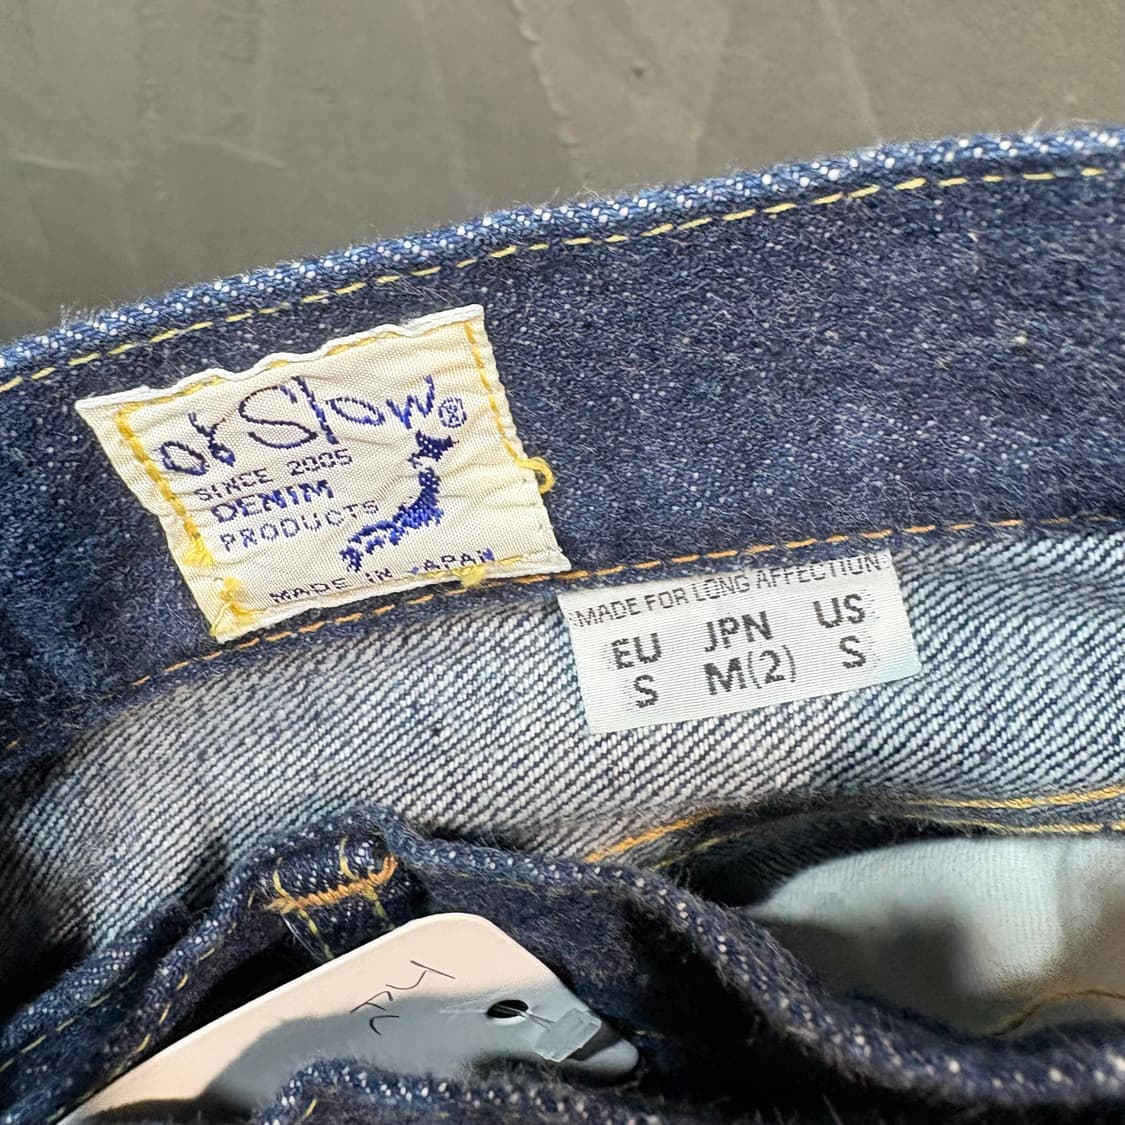 orSlow®
SINCE 2005
DENIM
PRODUCTS
MADE IN JAPAN
MADE FOR LONG AFFECTION
EU JPN US
S M(2) S